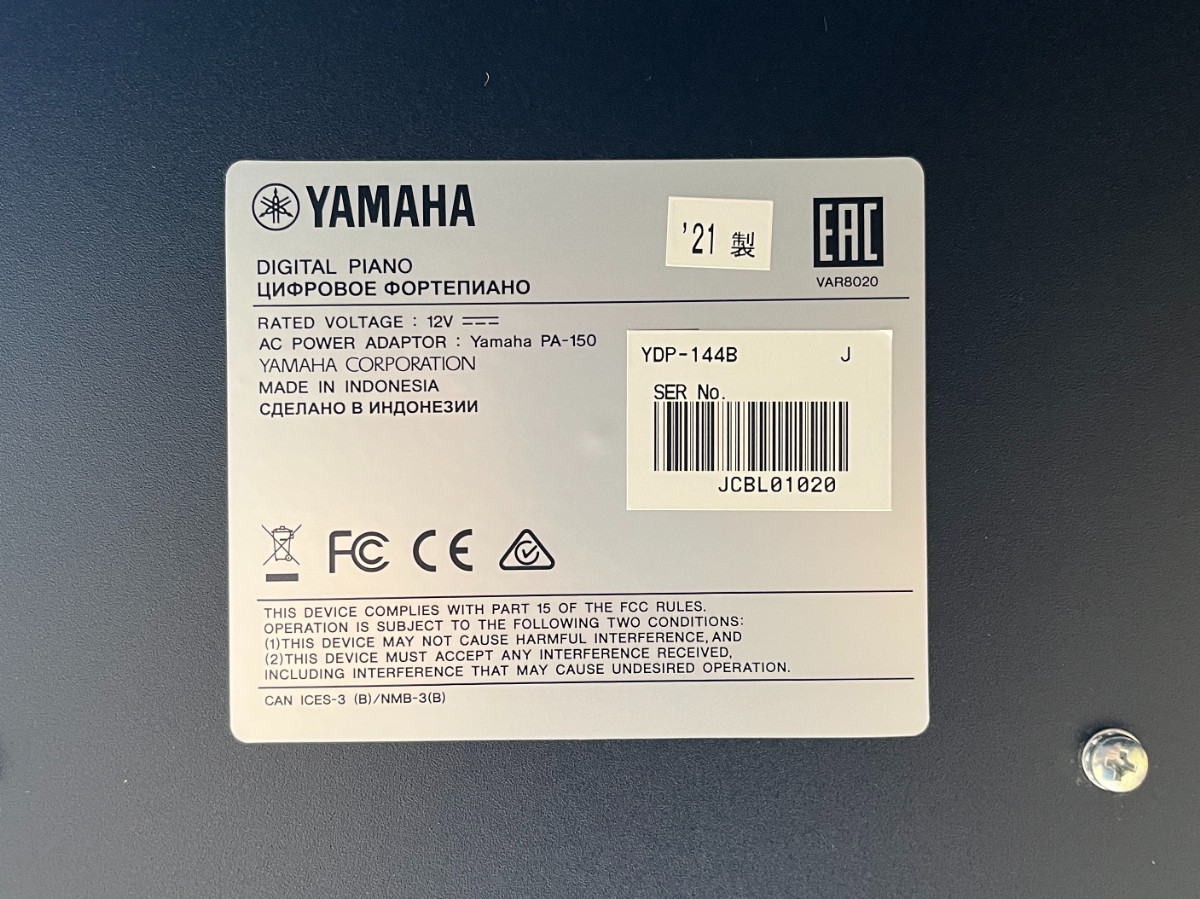 YAMAHA
'21 製
EAC
VAR8020
DIGITAL PIANO
ЦИФРОВОЕ ФОРТЕПИАНО
RATED VOLTAGE : 12V
AC POWER ADAPTOR : Yamaha PA-150
YAMAHA CORPORATION
MADE IN INDONESIA
СДЕЛАНО В ИНДОНЕЗИИ
YDP-144B J
SER No.
JCBL01020
FC CE
THIS DEVICE COMPLIES WITH PART 15 OF THE FCC RULES.
OPERATION IS SUBJECT TO THE FOLLOWING TWO CONDITIONS:
(1)THIS DEVICE MAY NOT CAUSE HARMFUL INTERFERENCE, AND
(2)THIS DEVICE MUST ACCEPT ANY INTERFERENCE RECEIVED,
INCLUDING INTERFERENCE THAT MAY CAUSE UNDESIRED OPERATION.
CAN ICES-3 (B)/NMB-3(B)